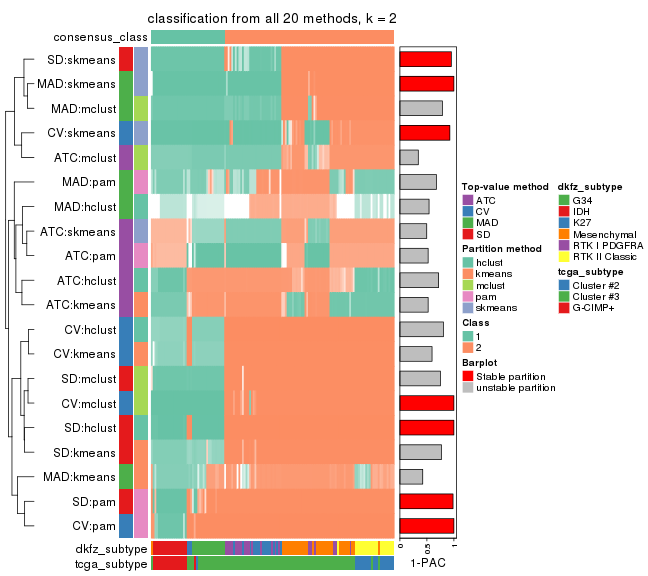 classification from all 20 methods, k = 2
consensus_class
SD:skmeans
MAD:skmeans
MAD:mclust
CV:skmeans
ATC:mclust
MAD:pam
MAD:hclust
ATC:skmeans
ATC:pam
ATC:hclust
ATC:kmeans
CV:hclust
CV:kmeans
SD:mclust
CV:mclust
SD:hclust
SD:kmeans
MAD:kmeans
SD:pam
CV:pam
dkfz_subtype
tcga_subtype
0 0.5 1
1-PAC
Top-value method
ATC
CV
MAD
SD
Partition method
hclust
kmeans
mclust
pam
skmeans
Class
1
2
Barplot
Stable partition
unstable partition
dkfz_subtype
G34
IDH
K27
Mesenchymal
RTK I PDGFRA
RTK II Classic
tcga_subtype
Cluster #2
Cluster #3
G-CIMP+